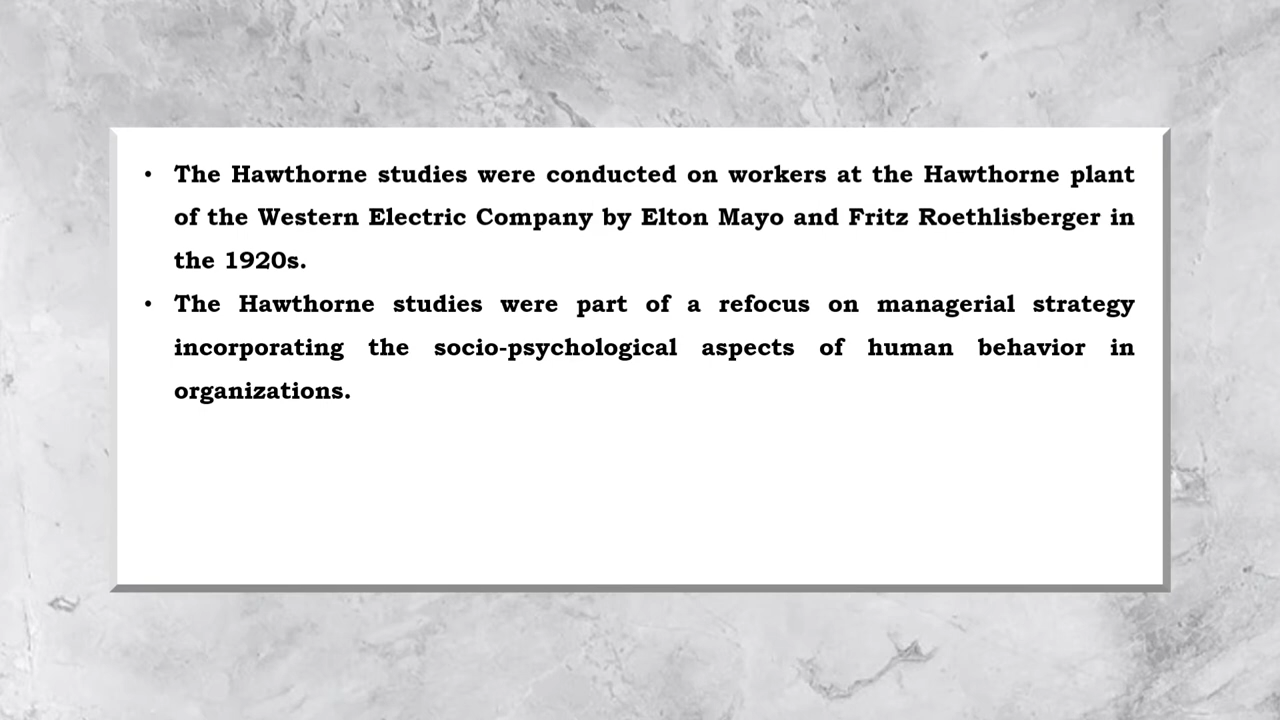 • The Hawthorne studies were conducted on workers at the Hawthorne plant
of the Western Electric Company by Elton Mayo and Fritz Roethlisberger in
the 1920s.
• The Hawthorne studies were part of a refocus on managerial strategy
incorporating the socio-psychological aspects of human behavior in
organizations.